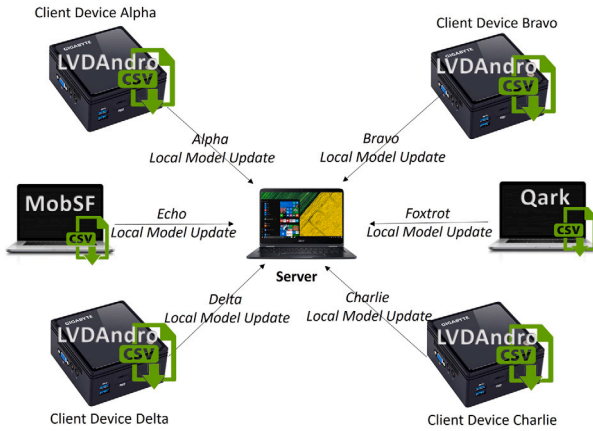 Client Device Alpha
Client Device Bravo
GIGABYTE
LVDAndro
CSV
GIGABYTE
LVDAndro
CSV
Alpha
Local Model Update
Bravo
Local Model Update
MobSF
CSV
Echo
Local Model Update
Foxtrot
Local Model Update
Qark
CSV
Server
Delta
Local Model Update
Charlie
Local Model Update
GIGABYTE
LVDAndro
CSV
GIGABYTE
LVDAndro
CSV
Client Device Delta
Client Device Charlie